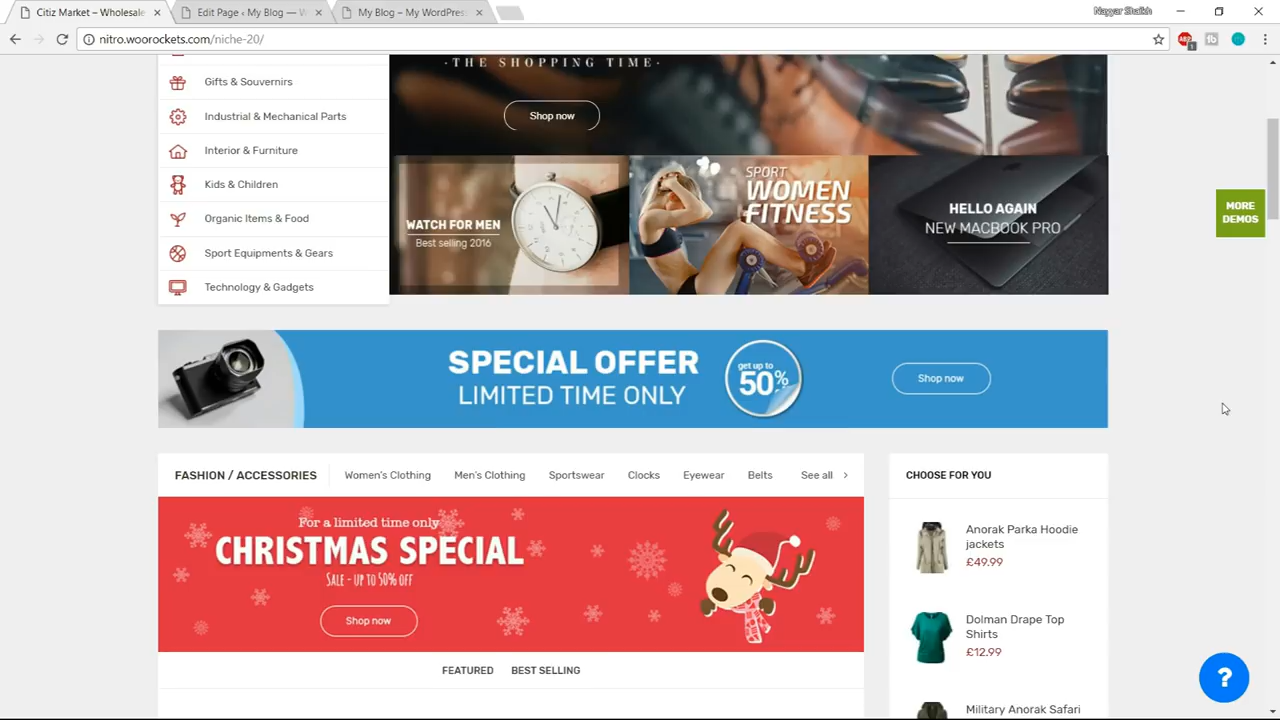 Citiz Market – Wholesale
Edit Page ‹ My Blog —
My Blog – My WordPress
Nayyar Shaikh
nitro.woorockets.com/niche-20/
ABP
1
fb
· THE SHOPPING TIME ·
Shop now
Gifts & Souvernirs
Industrial & Mechanical Parts
Interior & Furniture
Kids & Children
Organic Items & Food
Sport Equipments & Gears
Technology & Gadgets
WATCH FOR MEN
Best selling 2016
SPORT
WOMEN
FITNESS
HELLO AGAIN
NEW MACBOOK PRO
MORE
DEMOS
SPECIAL OFFER
LIMITED TIME ONLY
get up to
50%
Shop now
FASHION / ACCESSORIES
Women's Clothing
Men's Clothing
Sportswear
Clocks
Eyewear
Belts
See all
For a limited time only
CHRISTMAS SPECIAL
SALE - UP TO 50% OFF
Shop now
FEATURED
BEST SELLING
CHOOSE FOR YOU
Anorak Parka Hoodie
jackets
£49.99
Dolman Drape Top
Shirts
£12.99
Military Anorak Safari
?